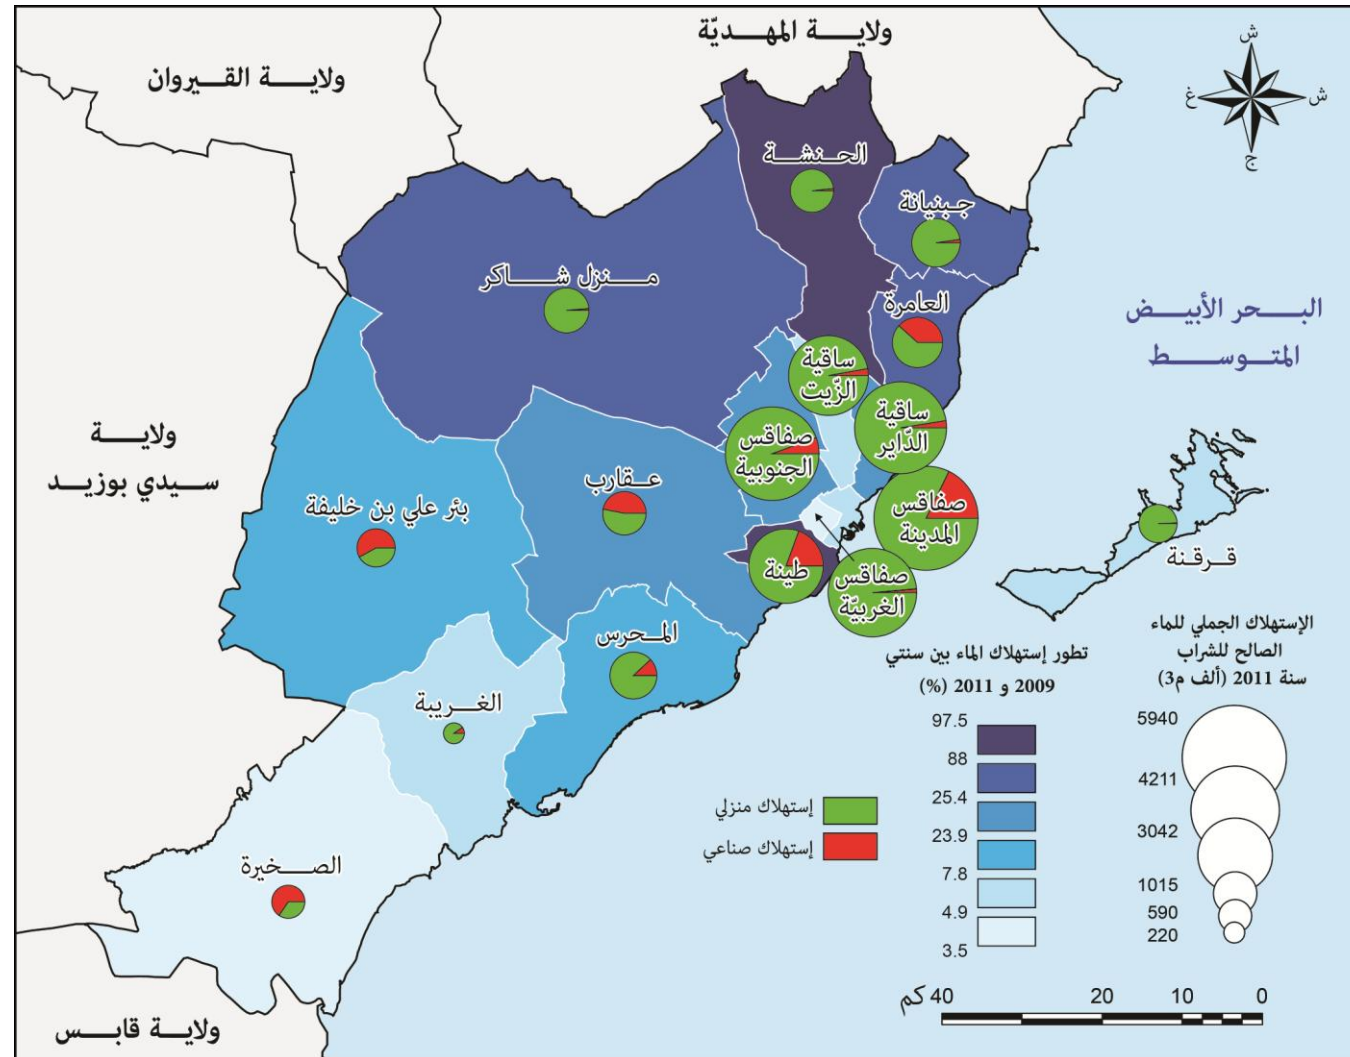 ولاية المهديّة
ولاية القيروان
ش
غ
ش
ج
الحنشة
جبنيانة
منزل شاكر
العامرة
البحر الأبيض
المتوسط
ساقية
الزّيت
ساقية
الدّاير
صفاقس
الجنوبية
ولاية
سيدي بوزيد
عقارب
بئر علي بن خليفة
صفاقس
المدينة
طينة
صفاقس
الغربيّة
قرقنة
المحرس
الغريبة
الصخيرة
ولاية قابس
الإستهلاك الجملي للماء
الصالح للشراب
سنة 2011 (ألف م3)
5940
4211
3042
1015
590
220
تطور إستهلاك الماء بين سنتي
2009 و 2011 (%)
97.5
88
25.4
23.9
7.8
4.9
3.5
إستهلاك منزلي
إستهلاك صناعي
كم 40 20 10 0